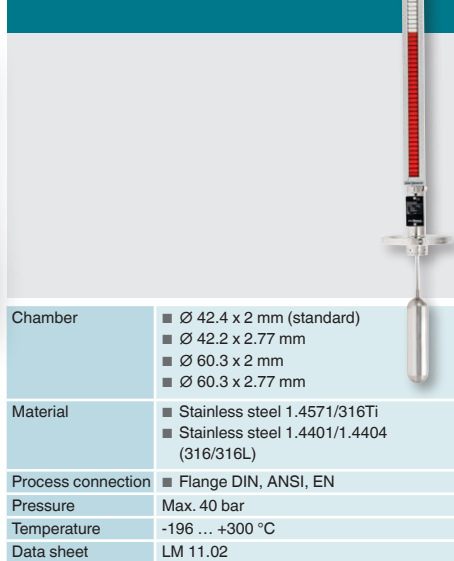 Chamber
■ Ø 42.4 x 2 mm (standard)
■ Ø 42.2 x 2.77 mm
■ Ø 60.3 x 2 mm
■ Ø 60.3 x 2.77 mm
Material
■ Stainless steel 1.4571/316Ti
■ Stainless steel 1.4401/1.4404
(316/316L)
Process connection ■ Flange DIN, ANSI, EN
Pressure Max. 40 bar
Temperature -196 … +300 °C
Data sheet LM 11.02